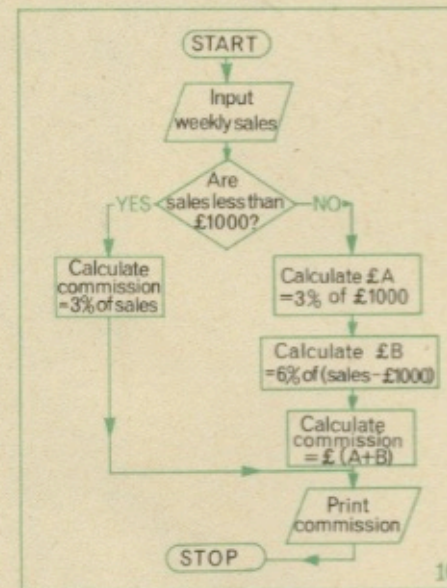 START
Input
weekly sales
Are
sales less than
£1000?
YES
NO
Calculate
commission
=3% of sales
Calculate £A
=3% of £1000
Calculate £B
=6% of (sales-£1000)
Calculate
commission
=£(A+B)
Print
commission
STOP